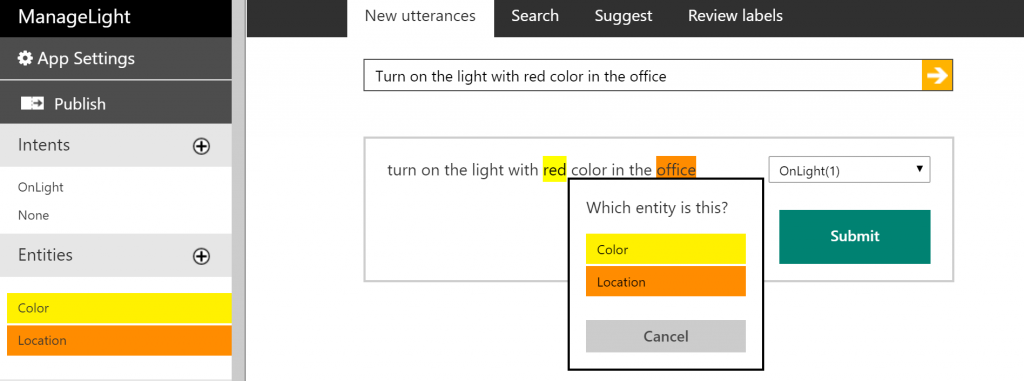 ManageLight
App Settings
Publish
Intents
OnLight
None
Entities
Color
Location
New utterances Search Suggest Review labels
Turn on the light with red color in the office
turn on the light with red color in the office
OnLight(1)
Submit
Which entity is this?
Color
Location
Cancel